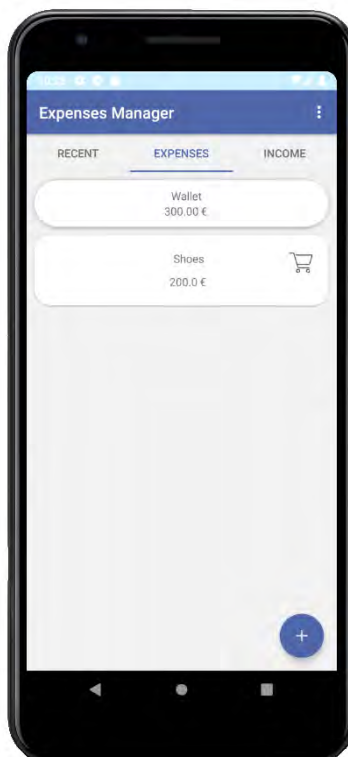 Expenses Manager
RECENT EXPENSES INCOME
Wallet
300.00 €
Shoes
200.0 €
+